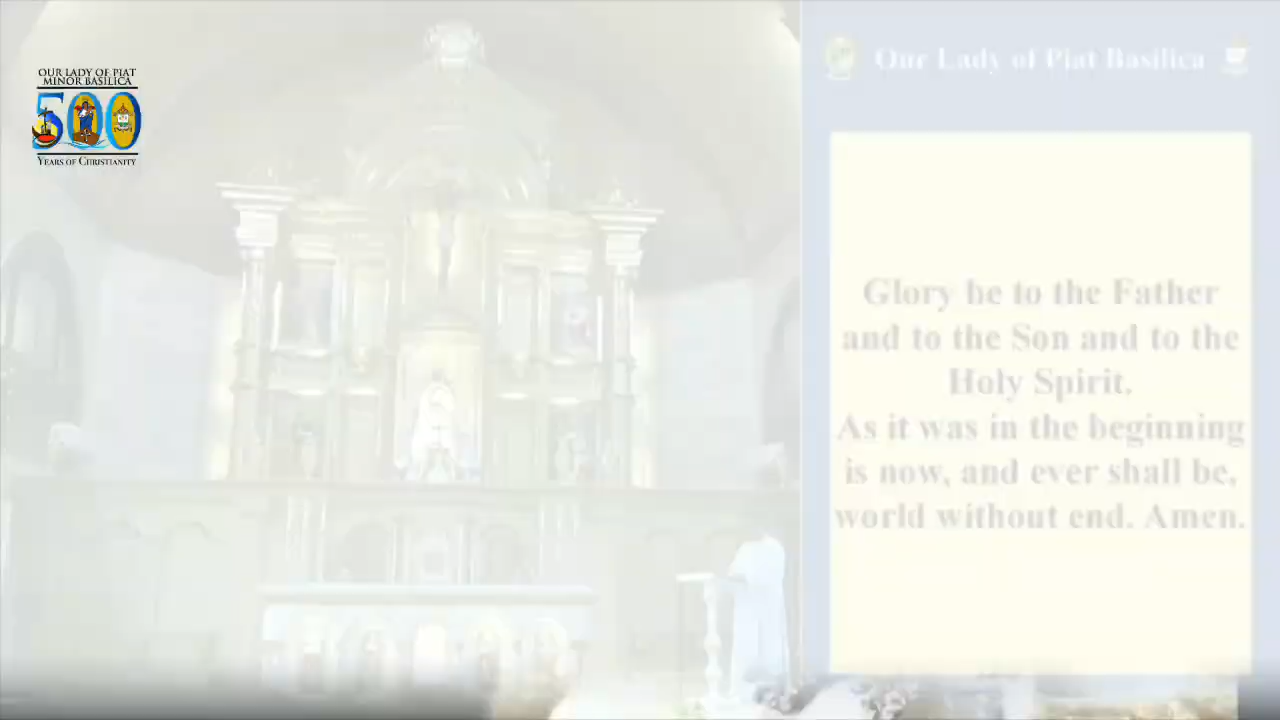 OUR LADY OF PIAT
MINOR BASILICA
500
YEARS OF CHRISTIANITY
Our Lady of Piat Basilica
Glory be to the Father
and to the Son and to the
Holy Spirit.
As it was in the beginning
is now, and ever shall be,
world without end. Amen.